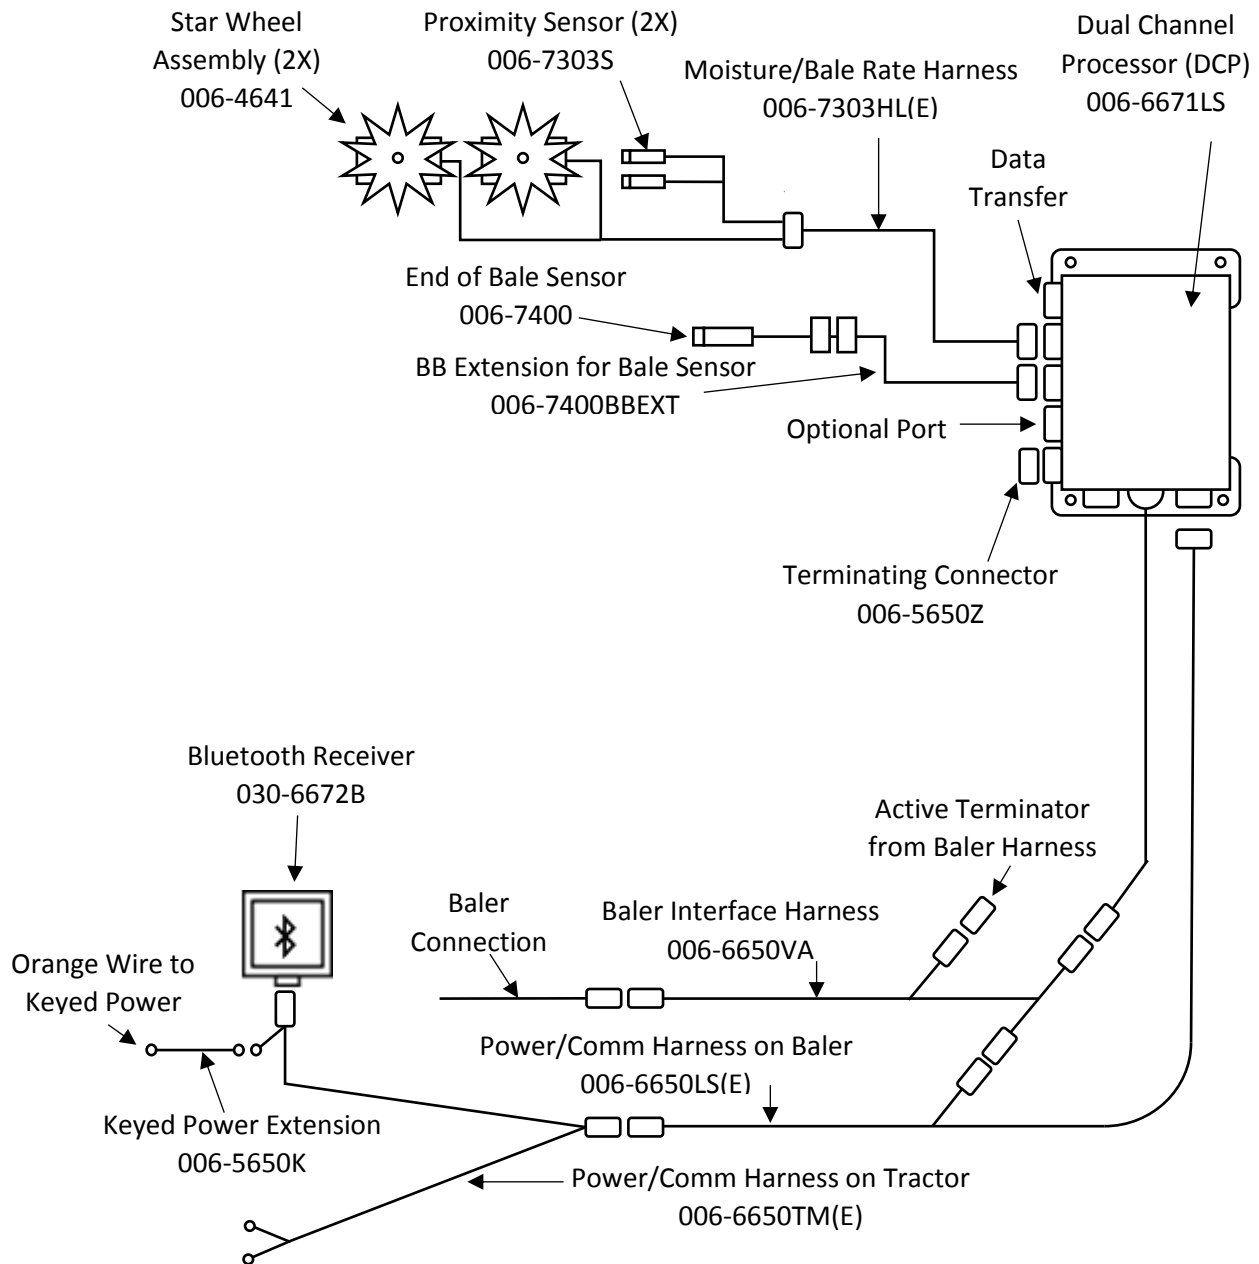 Star Wheel
Assembly (2X)
006-4641
Proximity Sensor (2X)
006-7303S
Moisture/Bale Rate Harness
006-7303HL(E)
Dual Channel
Processor (DCP)
006-6671LS
Data
Transfer
End of Bale Sensor
006-7400
BB Extension for Bale Sensor
006-7400BBEXT
Optional Port
Terminating Connector
006-5650Z
Bluetooth Receiver
030-6672B
Active Terminator
from Baler Harness
Baler
Connection
Baler Interface Harness
006-6650VA
Orange Wire to
Keyed Power
Power/Comm Harness on Baler
006-6650LS(E)
Keyed Power Extension
006-5650K
Power/Comm Harness on Tractor
006-6650TM(E)